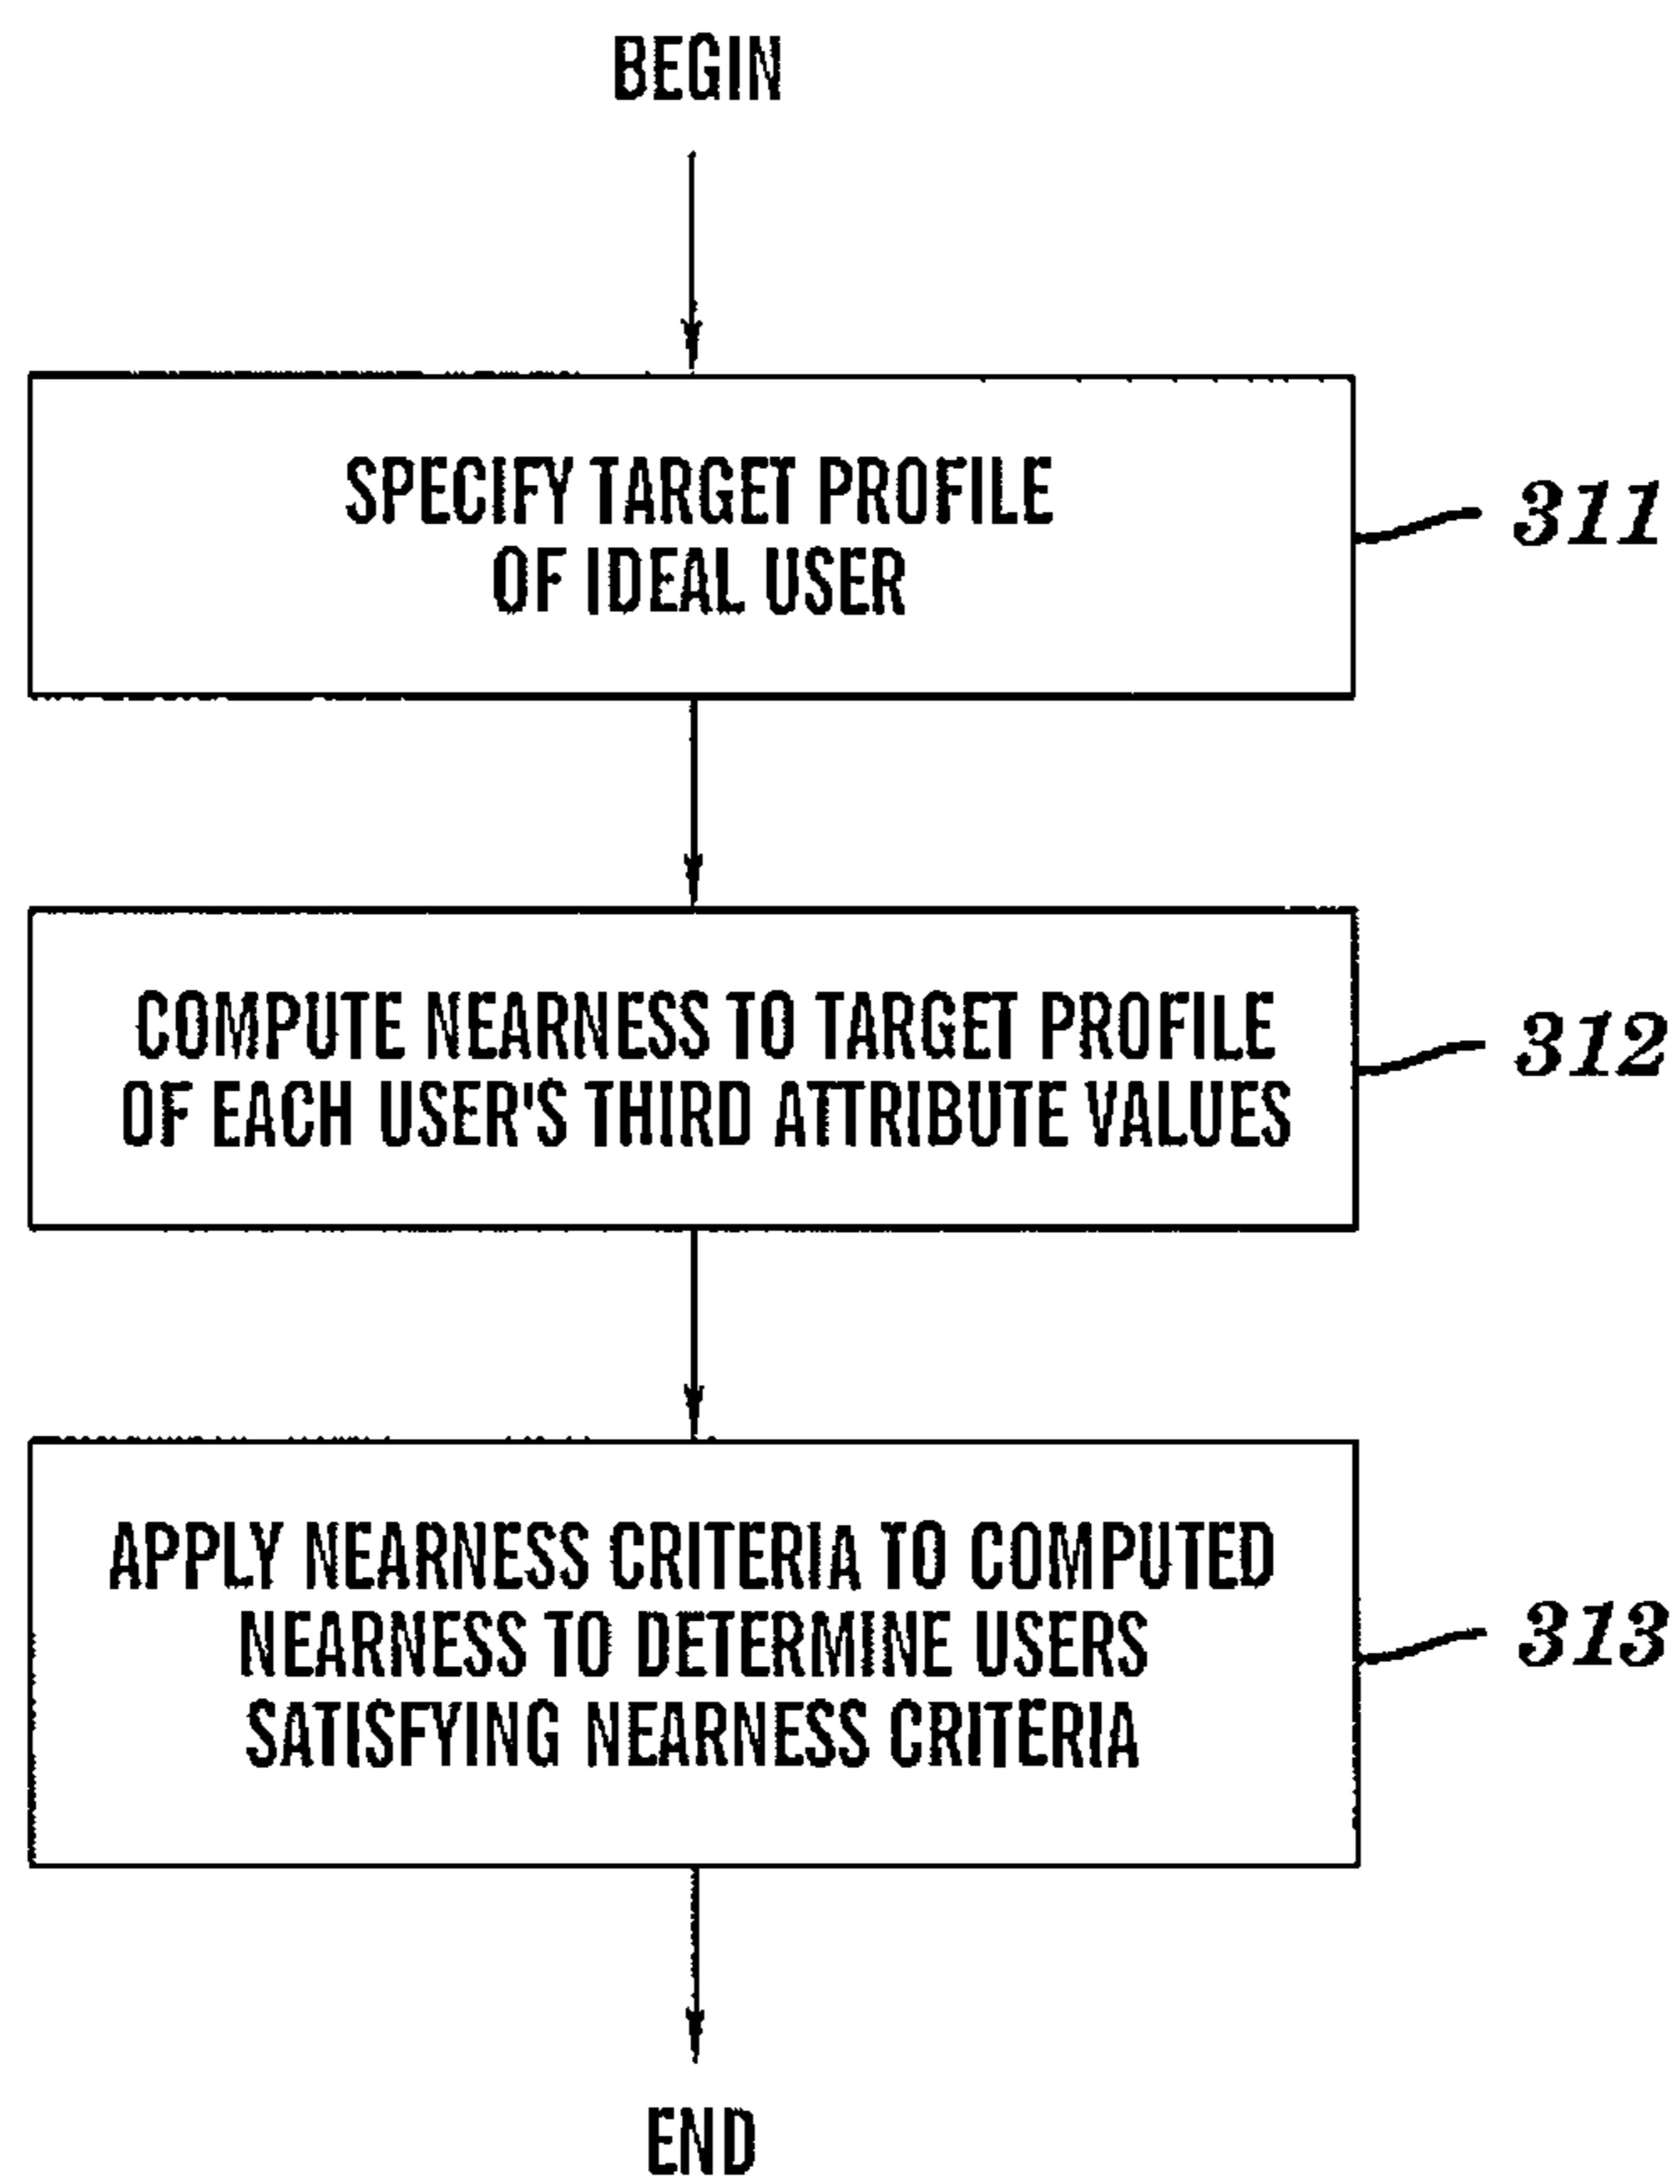 BEGIN
SPECIFY TARGET PROFILE
OF IDEAL USER
311
COMPUTE NEARNESS TO TARGET PROFILE
OF EACH USER'S THIRD ATTRIBUTE VALUES
312
APPLY NEARNESS CRITERIA TO COMPUTED
NEARNESS TO DETERMINE USERS
SATISFYING NEARNESS CRITERIA
313
END